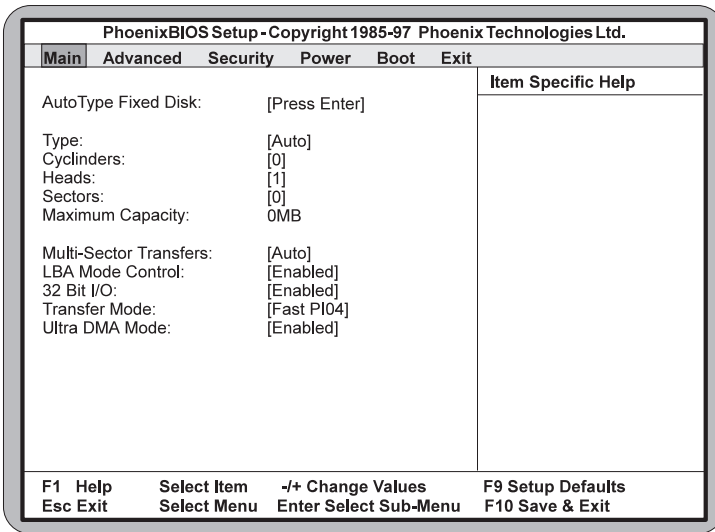 PhoenixBIOS Setup - Copyright 1985-97 Phoenix Technologies Ltd.
Main Advanced Security Power Boot Exit
Item Specific Help
AutoType Fixed Disk: [Press Enter]
Type: [Auto]
Cyclinders: [0]
Heads: [1]
Sectors: [0]
Maximum Capacity: 0MB
Multi-Sector Transfers: [Auto]
LBA Mode Control: [Enabled]
32 Bit I/O: [Enabled]
Transfer Mode: [Fast PI04]
Ultra DMA Mode: [Enabled]
F1 Help Select Item -/+ Change Values F9 Setup Defaults
Esc Exit Select Menu Enter Select Sub-Menu F10 Save & Exit